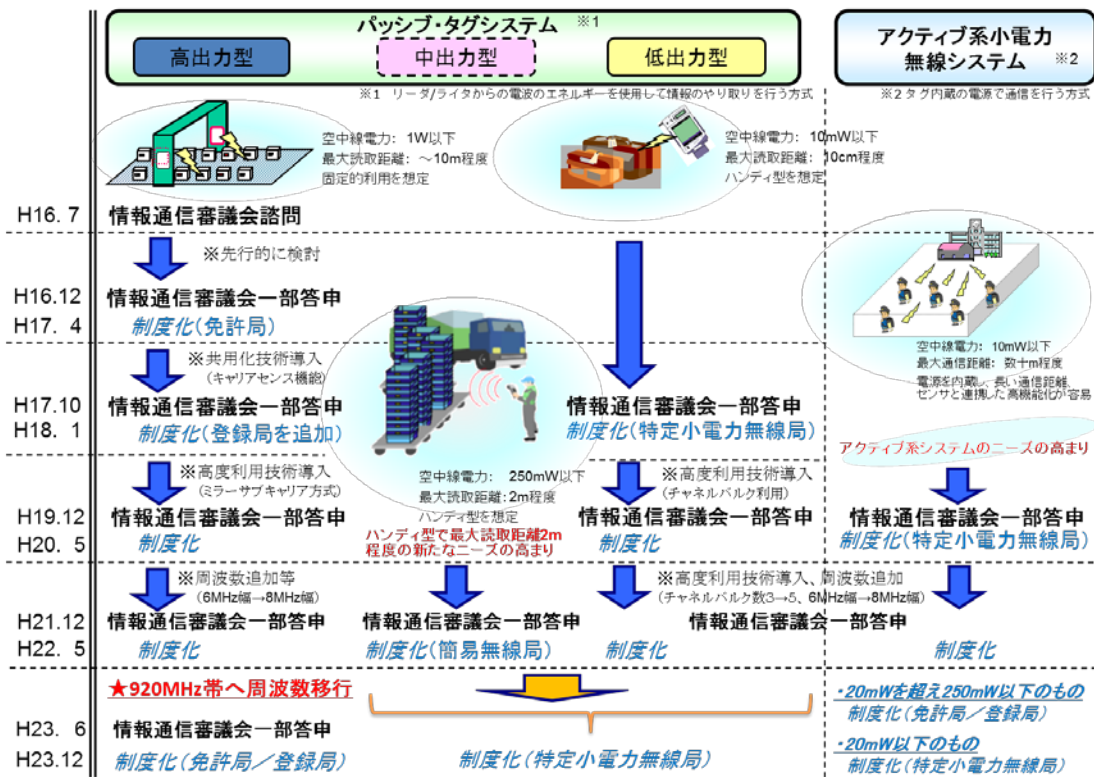 パッシブ・タグシステム ※1
高出力型
中出力型
低出力型
アクティブ系小電力
無線システム ※2
※1 リーダ/ライタからの電波のエネルギーを使用して情報のやり取りを行う方式
※2 タグ内蔵の電源で通信を行う方式
空中線電力: 1W以下
最大読取距離: ～10m程度
固定的利用を想定
空中線電力: 10mW以下
最大読取距離: 10cm程度
ハンディ型を想定
H16. 7
情報通信審議会諮問
※先行的に検討
H16.12
情報通信審議会一部答申
H17. 4
制度化(免許局)
空中線電力: 10mW以下
最大通信距離: 数十m程度
電源を内蔵し、長い通信距離、
センサと連携した高機能化が容易
※共用化技術導入
(キャリアセンス機能)
H17.10
情報通信審議会一部答申
情報通信審議会一部答申
H18. 1
制度化(登録局を追加)
制度化(特定小電力無線局)
アクティブ系システムのニーズの高まり
空中線電力: 250mW以下
最大読取距離:2m程度
ハンディ型を想定
ハンディ型で最大読取距離2m
程度の新たなニーズの高まり
※高度利用技術導入
(ミラーサブキャリア方式)
※高度利用技術導入
(チャネルバルク利用)
H19.12
情報通信審議会一部答申
情報通信審議会一部答申
情報通信審議会一部答申
H20. 5
制度化
制度化
制度化(特定小電力無線局)
※周波数追加等
(6MHz幅→8MHz幅)
※高度利用技術導入、周波数追加
(チャネルバルク数3→5、6MHz幅→8MHz幅)
H21.12
情報通信審議会一部答申
情報通信審議会一部答申
情報通信審議会一部答申
H22. 5
制度化
制度化(簡易無線局)
制度化
制度化
★920MHz帯へ周波数移行
・20mWを超え250mW以下のもの
制度化(免許局/登録局)
H23. 6
情報通信審議会一部答申
・20mW以下のもの
H23.12
制度化(免許局/登録局)
制度化(特定小電力無線局)
制度化(特定小電力無線局)